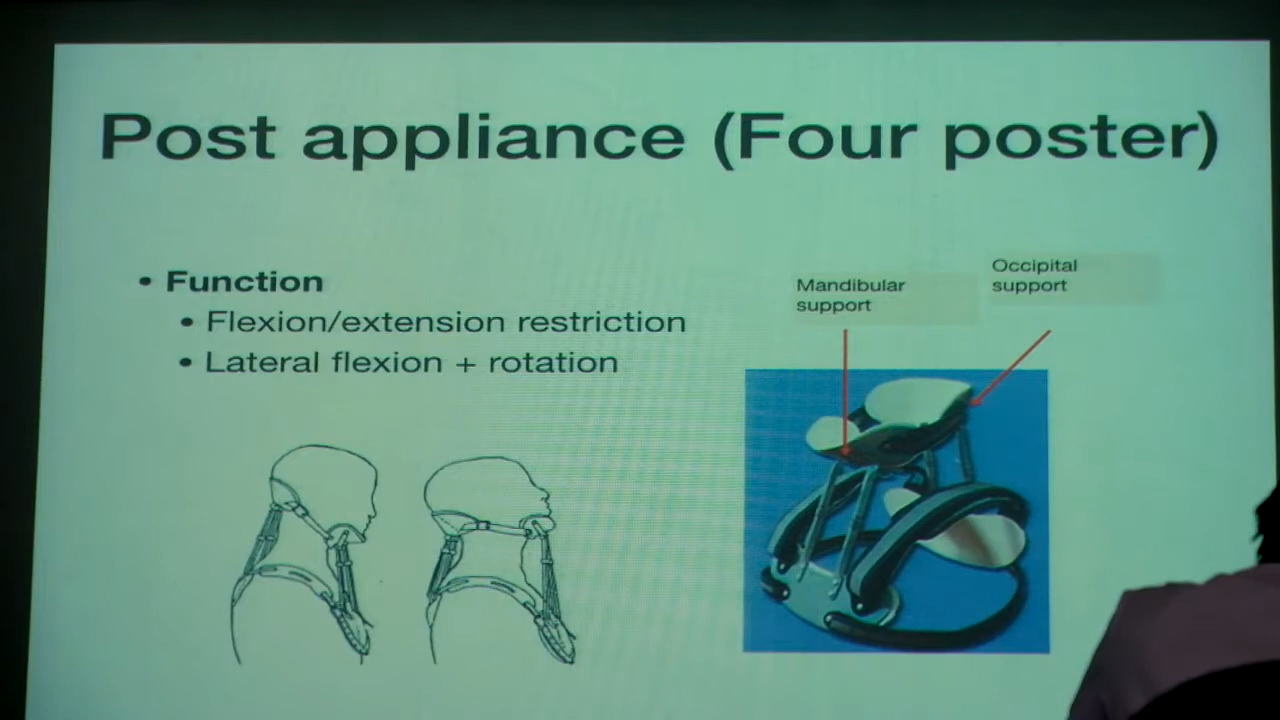 Post appliance (Four poster)
• Function
• Flexion/extension restriction
• Lateral flexion + rotation
Mandibular
support
Occipital
support